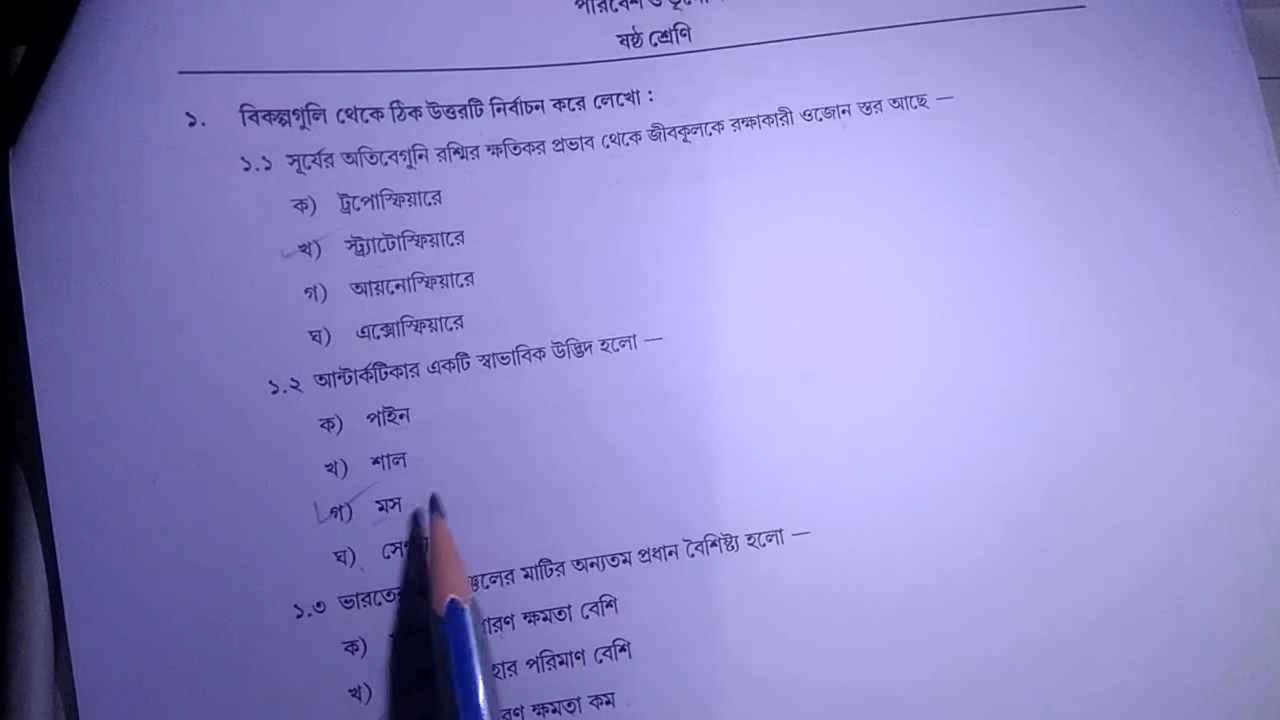 ষষ্ঠ শ্রেণি
১. বিকল্পগুলি থেকে ঠিক উত্তরটি নির্বাচন করে লেখো :
১.১ সূর্যের অতিবেগুনি রশ্মির ক্ষতিকর প্রভাব থেকে জীবকূলকে রক্ষাকারী ওজোন স্তর আছে —
ক) ট্রপোস্ফিয়ারে
খ) স্ট্র্যাটোস্ফিয়ারে
গ) আয়নোস্ফিয়ারে
ঘ) এক্সোস্ফিয়ারে
১.২ আন্টার্কটিকার একটি স্বাভাবিক উদ্ভিদ হলো —
ক) পাইন
খ) শাল
গ) মস
ঘ)
১.৩ ভারতের মাটির অন্যতম প্রধান বৈশিষ্ট্য হলো —
ক) ক্ষমতা বেশি
খ) পরিমাণ বেশি
ক্ষমতা কম